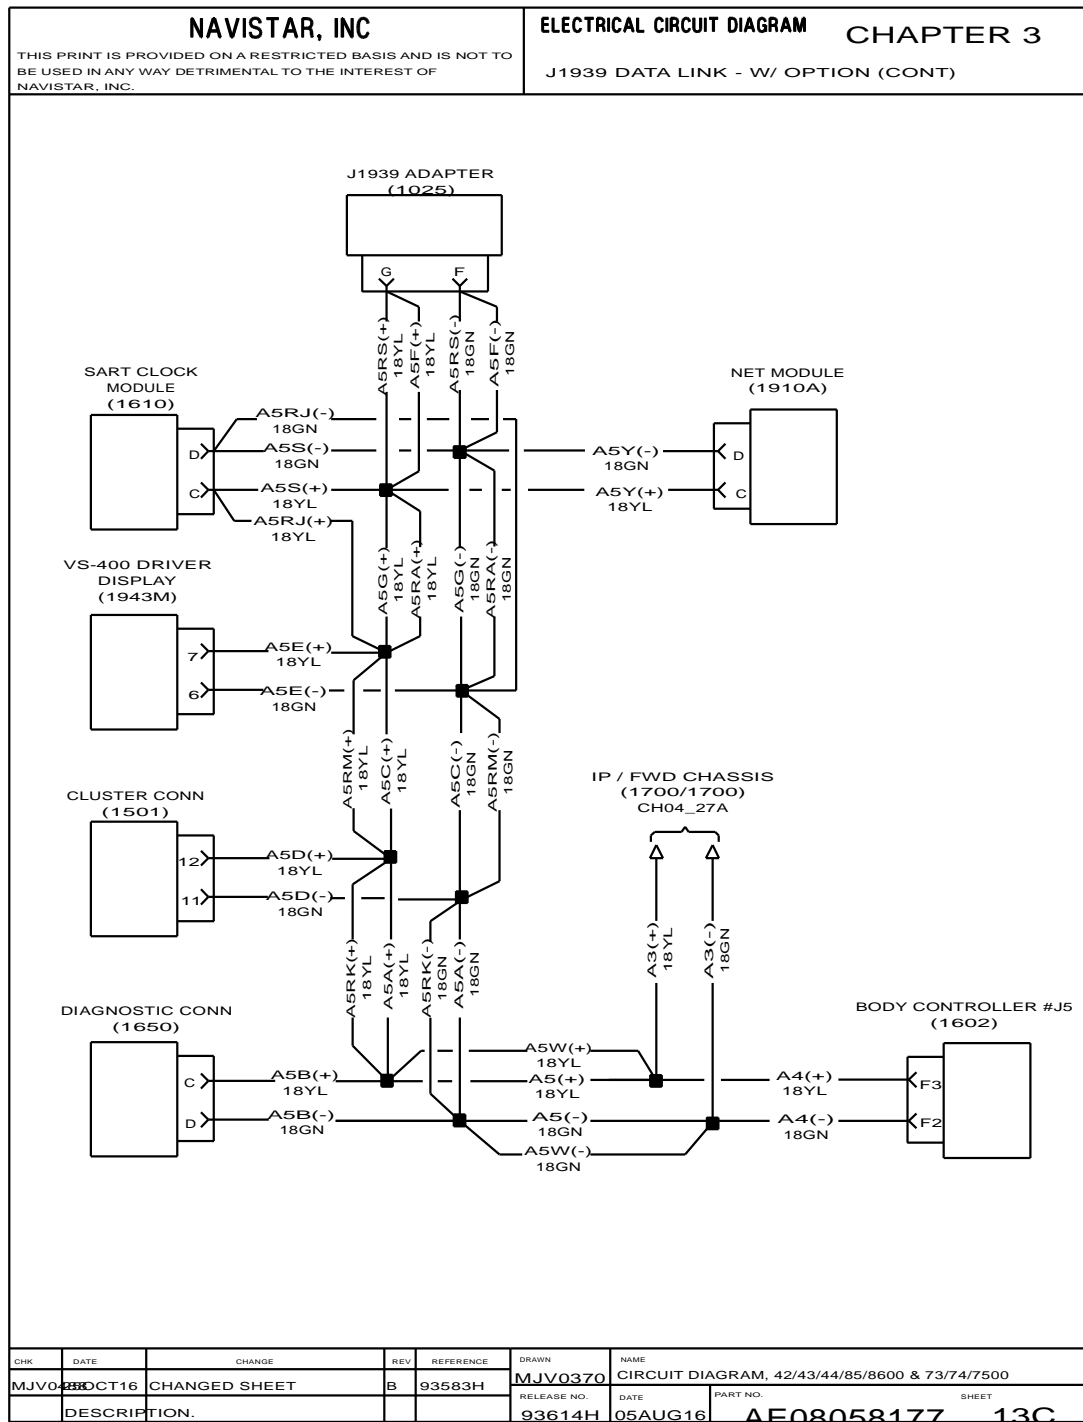 NAVISTAR, INC
THIS PRINT IS PROVIDED ON A RESTRICTED BASIS AND IS NOT TO
BE USED IN ANY WAY DETRIMENTAL TO THE INTEREST OF
NAVISTAR, INC.
ELECTRICAL CIRCUIT DIAGRAM
CHAPTER 3
J1939 DATA LINK - W/ OPTION (CONT)
J1939 ADAPTER
(1025)
G
F
A5RS(+)
18YL
A5F(+)
18YL
A5RS(-)
18GN
A5F(-)
18GN
SART CLOCK
MODULE
(1610)
D
C
A5RJ(-)
18GN
A5S(-)
18GN
A5S(+)
18YL
A5RJ(+)
18YL
NET MODULE
(1910A)
D
C
A5Y(-)
18GN
A5Y(+)
18YL
A5G(+)
18YL
A5RA(+)
18YL
A5G(-)
18GN
A5RA(-)
18GN
VS-400 DRIVER
DISPLAY
(1943M)
7
6
A5E(+)
18YL
A5E(-)
18GN
A5RM(+)
18YL
A5C(+)
18YL
A5C(-)
18GN
A5RM(-)
18GN
IP / FWD CHASSIS
(1700/1700)
CH04_27A
CLUSTER CONN
(1501)
12
11
A5D(+)
18YL
A5D(-)
18GN
A5RK(+)
18YL
A5A(+)
18YL
A5RK(-)
18GN
A5A(-)
18GN
A3(+)
18YL
A3(-)
18GN
DIAGNOSTIC CONN
(1650)
C
D
A5B(+)
18YL
A5B(-)
18GN
A5W(+)
18YL
A5(+)
18YL
A5(-)
18GN
A5W(-)
18GN
A4(+)
18YL
A4(-)
18GN
BODY CONTROLLER #J5
(1602)
F3
F2
CHK DATE CHANGE REV REFERENCE
CHANGED SHEET B 93583H
DESCRIPTION.
DRAWN
MJV0370
NAME
CIRCUIT DIAGRAM, 42/43/44/85/8600 & 73/74/7500
RELEASE NO.
93614H
DATE
05AUG16
PART NO.
AE08058177
SHEET
13C